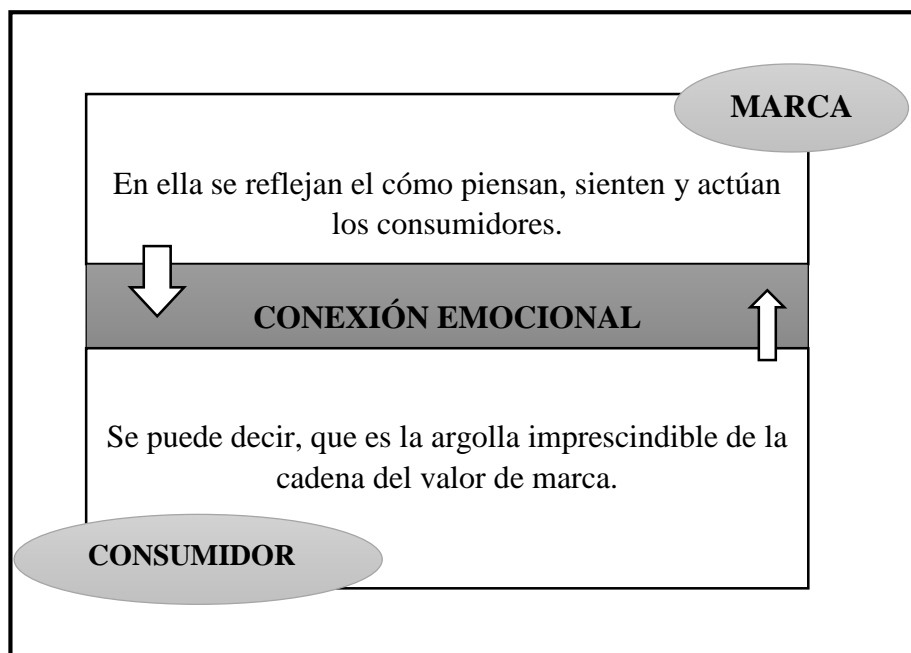 MARCA
En ella se reflejan el cómo piensan, sienten y actúan
los consumidores.
CONEXIÓN EMOCIONAL
Se puede decir, que es la argolla imprescindible de la
cadena del valor de marca.
CONSUMIDOR